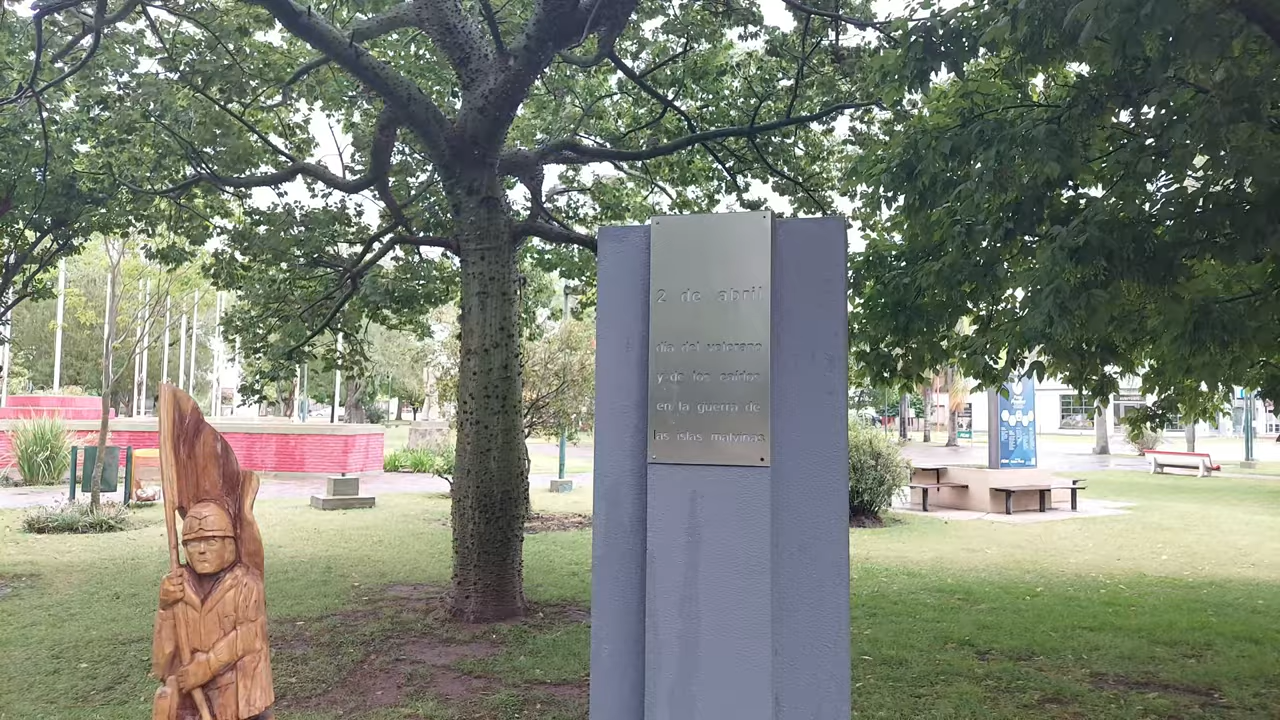 2 de abril
día del veterano
y de los caídos
en la guerra de
las islas malvinas